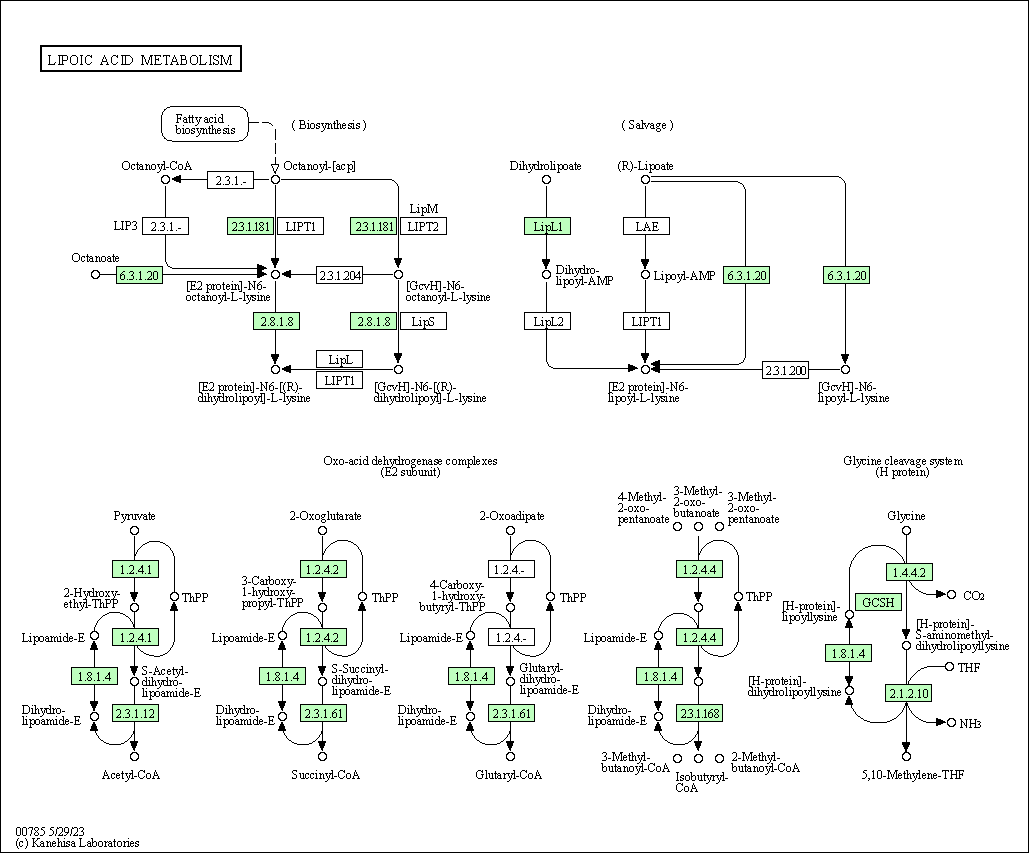 LIPOIC ACID METABOLISM
Fatty acid
biosynthesis
( Biosynthesis )
( Salvage )
Octanoyl-CoA
Octanoyl-[acp]
Dihydrolipoate
(R)-Lipoate
2.3.1.-
LIP3
2.3.1.-
2.3.1.181
LIPT1
2.3.1.181
LipM
LIPT2
LipL1
LAE
Octanoate
6.3.1.20
2.3.1.204
[E2 protein]-N6-
octanoyl-L-lysine
[GcvH]-N6-
octanoyl-L-lysine
Dihydro-
lipoyl-AMP
Lipoyl-AMP
6.3.1.20
6.3.1.20
2.8.1.8
2.8.1.8
LipS
LipL2
LIPT1
LipL
LIPT1
2.3.1.200
[E2 protein]-N6-[(R)-
dihydrolipoyl]-L-lysine
[GcvH]-N6-[(R)-
dihydrolipoyl]-L-lysine
[E2 protein]-N6-
lipoyl-L-lysine
[GcvH]-N6-
lipoyl-L-lysine
Oxo-acid dehydrogenase complexes
(E2 subunit)
Glycine cleavage system
(H protein)
Pyruvate
1.2.4.1
2-Hydroxy-
ethyl-ThPP
ThPP
Lipoamide-E
1.2.4.1
1.8.1.4
S-Acetyl-
dihydro-
lipoamide-E
Dihydro-
lipoamide-E
2.3.1.12
Acetyl-CoA
2-Oxoglutarate
1.2.4.2
3-Carboxy-
1-hydroxy-
propyl-ThPP
ThPP
Lipoamide-E
1.2.4.2
1.8.1.4
S-Succinyl-
dihydro-
lipoamide-E
Dihydro-
lipoamide-E
2.3.1.61
Succinyl-CoA
2-Oxoadipate
1.2.4.-
4-Carboxy-
1-hydroxy-
butyryl-ThPP
ThPP
Lipoamide-E
1.2.4.-
1.8.1.4
Glutaryl-
dihydro-
lipoamide-E
Dihydro-
lipoamide-E
2.3.1.61
Glutaryl-CoA
4-Methyl-
2-oxo-
pentanoate
3-Methyl-
2-oxo-
butanoate
3-Methyl-
2-oxo-
pentanoate
1.2.4.4
ThPP
Lipoamide-E
1.2.4.4
1.8.1.4
Dihydro-
lipoamide-E
2.3.1.168
3-Methyl-
butanoyl-CoA
Isobutyryl-
CoA
2-Methyl-
butanoyl-CoA
Glycine
1.4.4.2
CO2
GCSH
[H-protein]-
lipoyllysine
[H-protein]-
S-aminomethyl-
dihydrolipoyllysine
1.8.1.4
THF
[H-protein]-
dihydrolipoyllysine
2.1.2.10
NH3
5,10-Methylene-THF
00785 5/29/23
(c) Kanehisa Laboratories